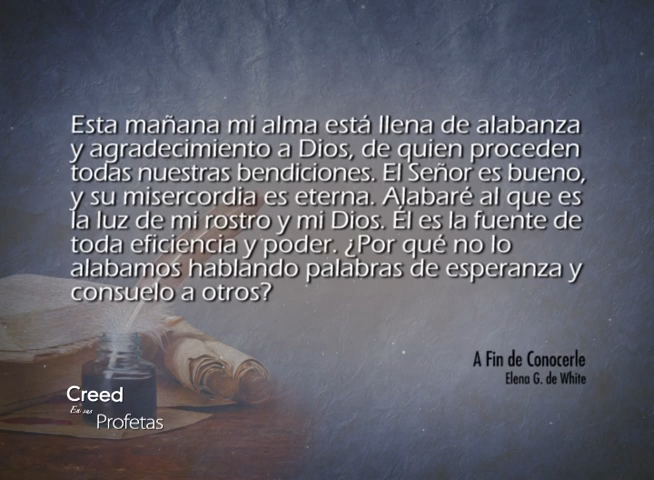 Esta mañana mi alma está llena de alabanza
y agradecimiento a Dios, de quien proceden
todas nuestras bendiciones. El Señor es bueno,
y su misericordia es eterna. Alabaré al que es
la luz de mi rostro y mi Dios. Él es la fuente de
toda eficiencia y poder. ¿Por qué no lo
alabamos hablando palabras de esperanza y
consuelo a otros?
A Fin de Conocerle
Elena G. de White
Creed
En sus
Profetas